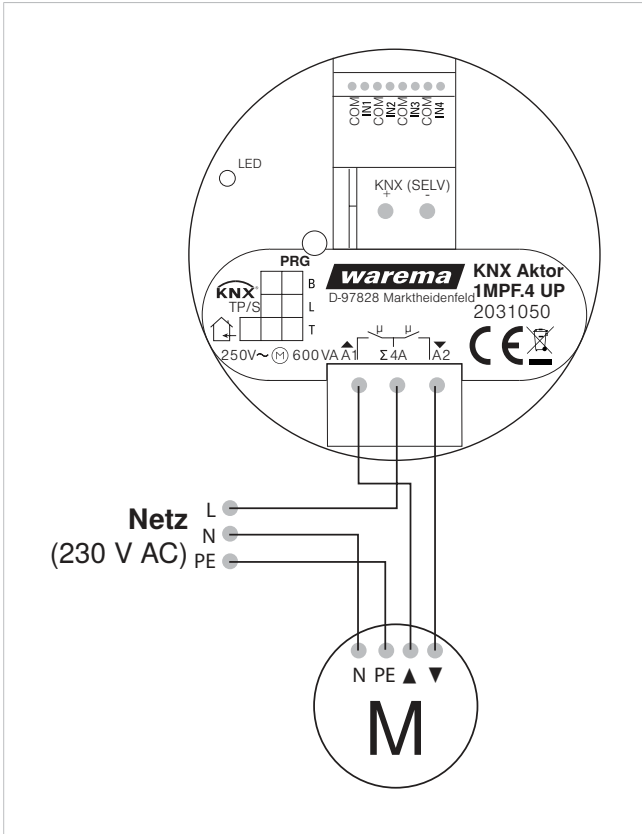 COM IN1 COM IN2 COM IN3 COM IN4
LED
KNX (SELV)
+ -
PRG
KNX®
TP/S
B
L
T
warema
D-97828 Marktheidenfeld
KNX Aktor
1MPF.4 UP
2031050
CE
µ µ
250V~ M 600VA A1 ▲ Σ4A ▼ A2
Netz
(230 V AC)
L
N
PE
N PE ▲ ▼
M